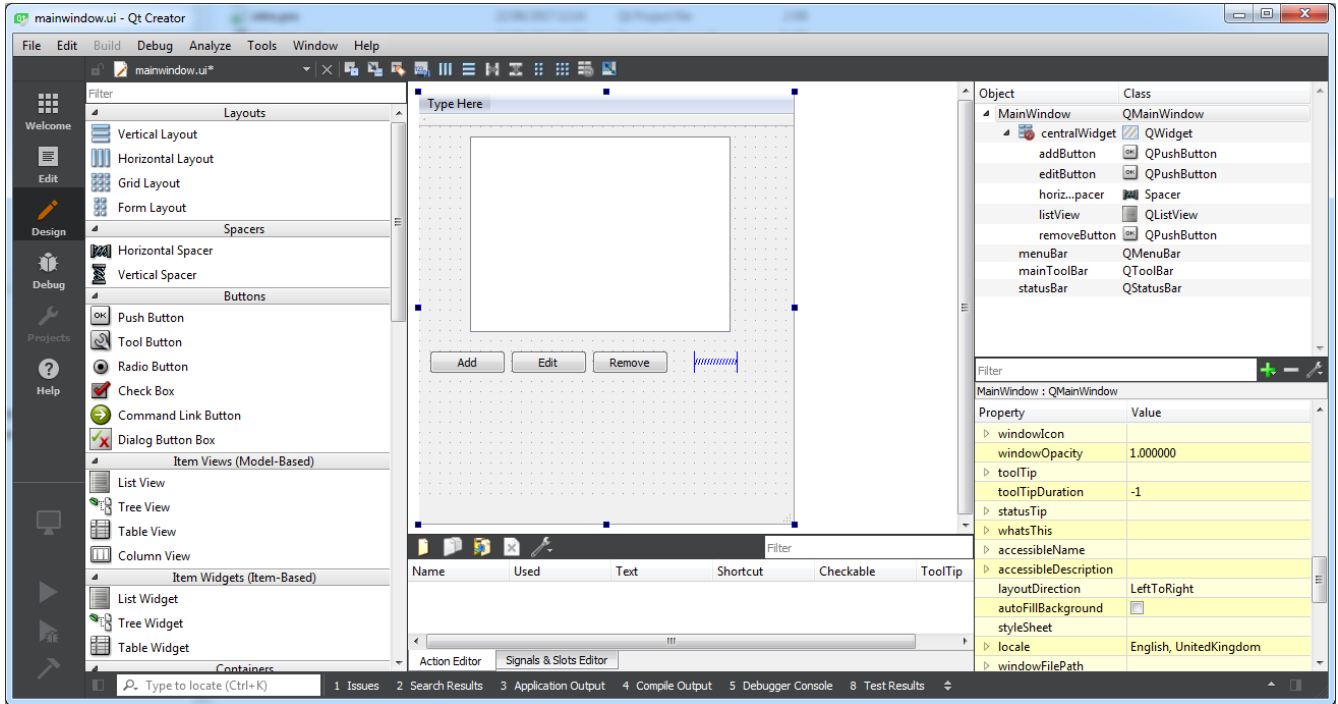 mainwindow.ui - Qt Creator
File Edit Build Debug Analyze Tools Window Help
mainwindow.ui*
Welcome
Edit
Design
Debug
Projects
Help
Filter
Layouts
Vertical Layout
Horizontal Layout
Grid Layout
Form Layout
Spacers
Horizontal Spacer
Vertical Spacer
Buttons
OK Push Button
Tool Button
Radio Button
Check Box
Command Link Button
Dialog Button Box
Item Views (Model-Based)
List View
Tree View
Table View
Column View
Item Widgets (Item-Based)
List Widget
Tree Widget
Table Widget
Containers
Type Here
Add Edit Remove
Filter
Name Used Text Shortcut Checkable ToolTip
Action Editor Signals & Slots Editor
Object Class
MainWindow QMainWindow
centralWidget QWidget
addButton OK QPushButton
editButton OK QPushButton
horiz...pacer Spacer
listView QListView
removeButton OK QPushButton
menuBar QMenuBar
mainToolBar QToolBar
statusBar QStatusBar
Filter
MainWindow : QMainWindow
Property Value
windowIcon
windowOpacity 1.000000
toolTip
toolTipDuration -1
statusTip
whatsThis
accessibleName
accessibleDescription
layoutDirection LeftToRight
autoFillBackground
styleSheet
locale English, UnitedKingdom
windowFilePath
Type to locate (Ctrl+K) 1 Issues 2 Search Results 3 Application Output 4 Compile Output 5 Debugger Console 8 Test Results